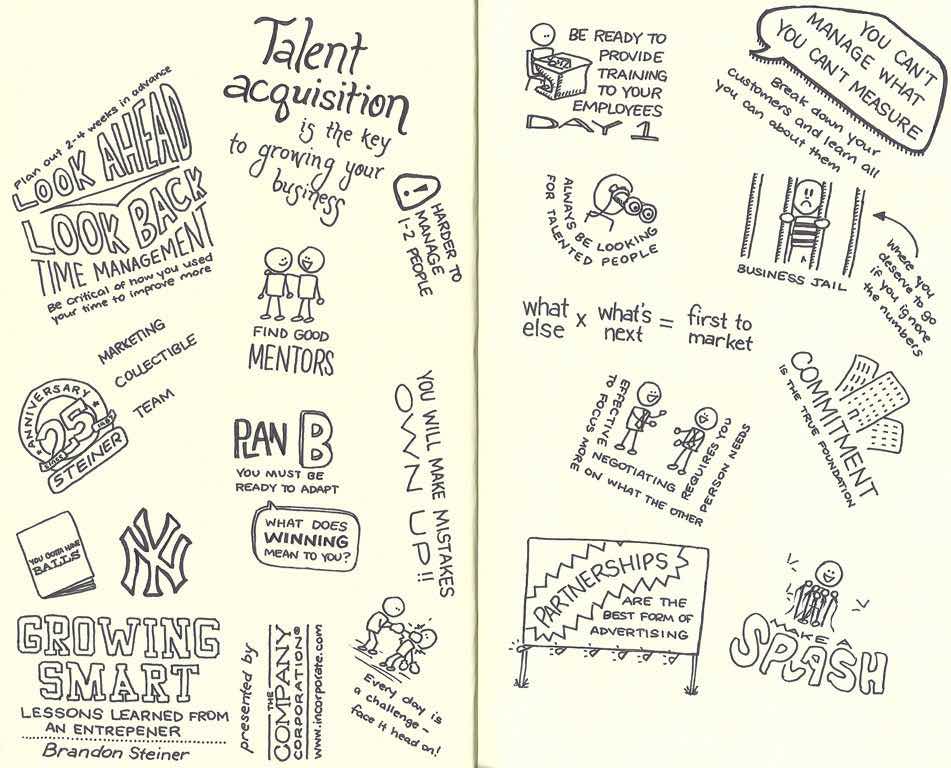 Talent
acquisition
is the key
to growing your
business
Plan out 2-4 weeks in advance
LOOK AHEAD
LOOK BACK
TIME MANAGEMENT
Be critical of how you used
your time to improve more
!
HARDER TO
MANAGE
1-2 PEOPLE
FIND GOOD
MENTORS
MARKETING
COLLECTIBLE
TEAM
ANNIVERSARY
25
SINCE 1987
STEINER
PLAN B
YOU MUST BE
READY TO ADAPT
YOU WILL MAKE MISTAKES
OWN UP!!
WHAT DOES
WINNING
MEAN TO YOU?
YOU GOTTA HAVE
BALLS
NY
GROWING
SMART
LESSONS LEARNED FROM
AN ENTREPENER
Brandon Steiner
presented by
THE
COMPANY
CORPORATION®
www.incorporate.com
Every day is
a challenge -
face it head on!
BE READY TO
PROVIDE
TRAINING
TO YOUR
EMPLOYEES
DAY 1
YOU CAN'T
MANAGE WHAT
YOU CAN'T MEASURE
Break down your
customers and learn all
you can about them
ALWAYS BE LOOKING
FOR TALENTED PEOPLE
BUSINESS JAIL
Where you
deserve to go
if you ignore
the numbers
what else x what's next = first to market
EFFECTIVE NEGOTIATING REQUIRES YOU
TO FOCUS MORE ON WHAT THE OTHER PERSON NEEDS
COMMITMENT
IS THE TRUE FOUNDATION
PARTNERSHIPS
ARE THE
BEST FORM OF
ADVERTISING
MAKE A
SPLASH